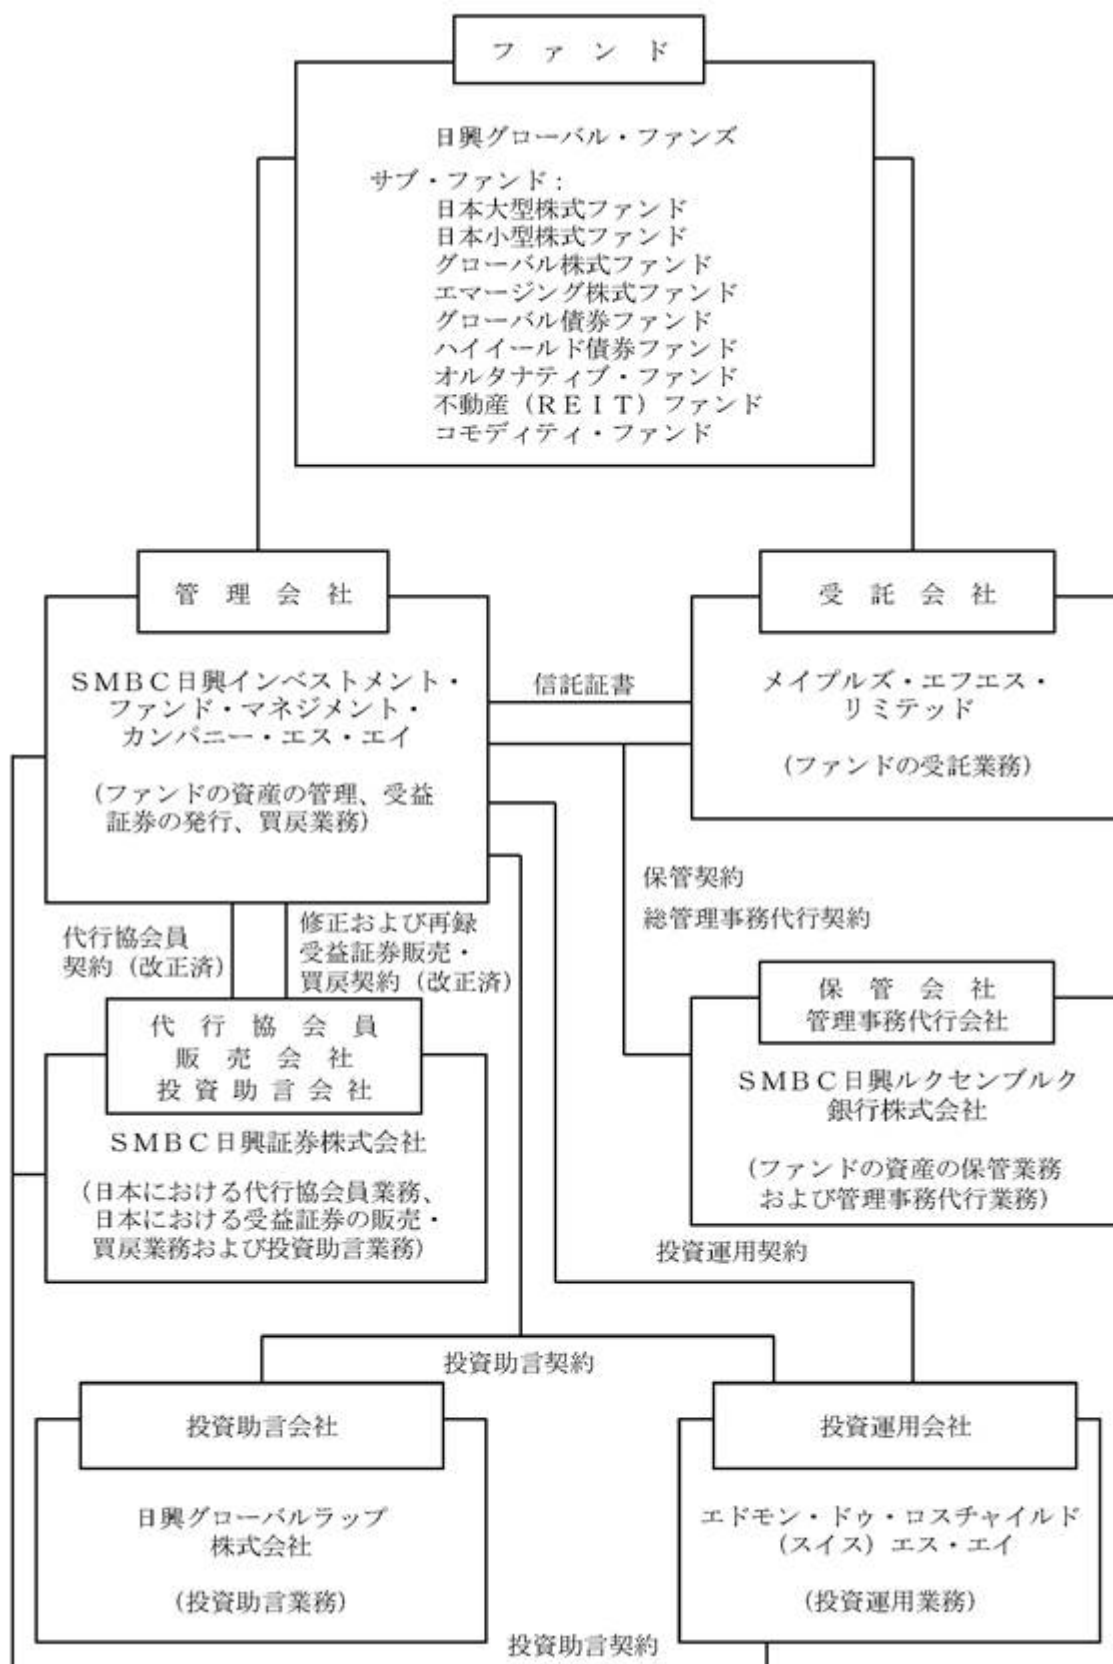 ファンド
日興グローバル・ファンズ
サブ・ファンド：
日本大型株式ファンド
日本小型株式ファンド
グローバル株式ファンド
エマージング株式ファンド
グローバル債券ファンド
ハイイールド債券ファンド
オルタナティブ・ファンド
不動産（ＲＥＩＴ）ファンド
コモディティ・ファンド
管理会社
ＳＭＢＣ日興インベストメント・
ファンド・マネジメント・
カンパニー・エス・エイ
（ファンドの資産の管理、受益
証券の発行、買戻業務）
信託証書
受託会社
メイプルズ・エフエス・
リミテッド
（ファンドの受託業務）
保管契約
総管理事務代行契約
代行協会員
契約（改正済）
修正および再録
受益証券販売・
買戻契約（改正済）
代行協会員
販売会社
投資助言会社
ＳＭＢＣ日興証券株式会社
（日本における代行協会員業務、
日本における受益証券の販売・
買戻業務および投資助言業務）
保管会社
管理事務代行会社
ＳＭＢＣ日興ルクセンブルク
銀行株式会社
（ファンドの資産の保管業務
および管理事務代行業務）
投資運用契約
投資助言契約
投資助言会社
日興グローバルラップ
株式会社
（投資助言業務）
投資運用会社
エドモン・ドゥ・ロスチャイルド
（スイス）エス・エイ
（投資運用業務）
投資助言契約